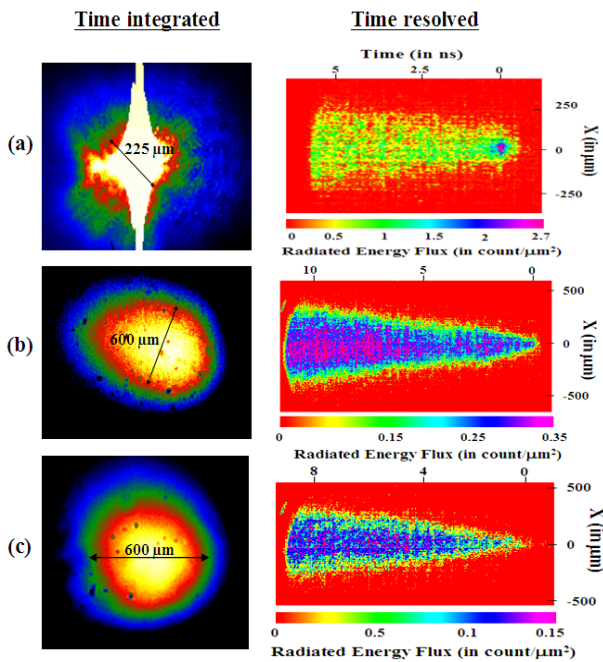 Time integrated
Time resolved
Time (in ns)
5 2.5 0
(a)
225 µm
250
0
-250
X (in µm)
0 0.5 1 1.5 2 2.7
Radiated Energy Flux (in count/µm²)
10 5 0
(b)
600 µm
500
0
-500
X (in µm)
0 0.15 0.25 0.35
Radiated Energy Flux (in count/µm²)
8 4 0
(c)
600 µm
500
0
-500
X (in µm)
0 0.5 0.1 0.15
Radiated Energy Flux (in count/µm²)